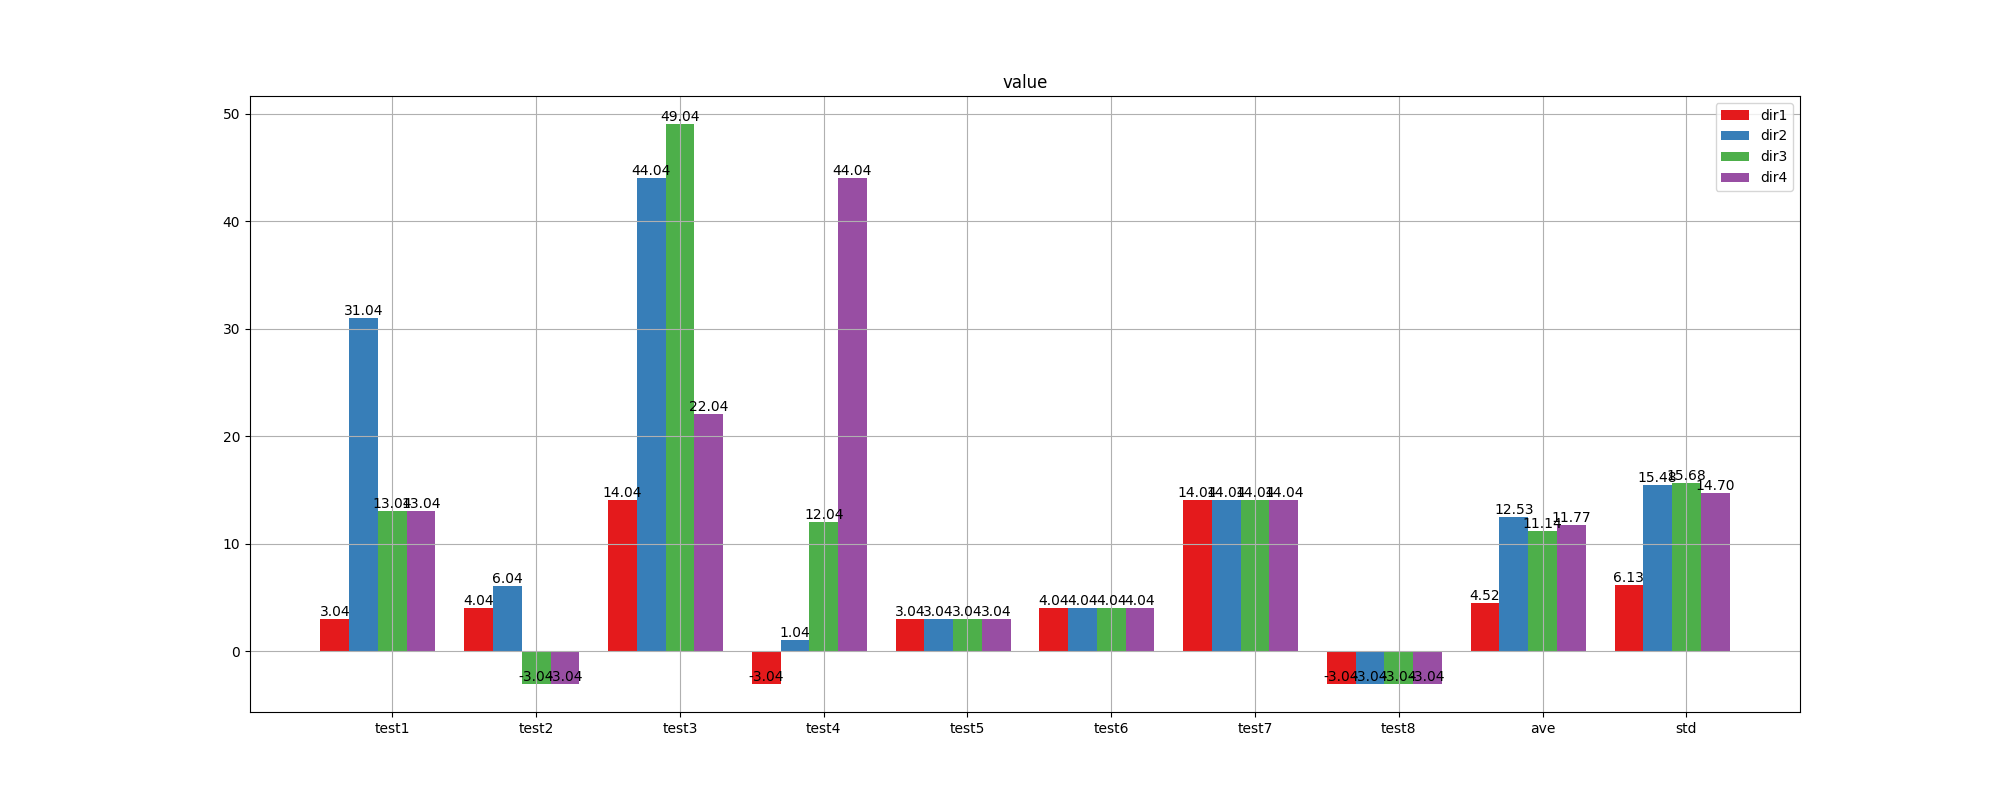 value
50
40
30
20
10
0
dir1
dir2
dir3
dir4
3.04 31.04 13.04 13.04
4.04 6.04 -3.04 -3.04
14.04 44.04 49.04 22.04
-3.04 1.04 12.04 44.04
3.04 3.04 3.04 3.04
4.04 4.04 4.04 4.04
14.04 14.04 14.04 14.04
-3.04 -3.04 -3.04 -3.04
4.52 12.53 11.14 11.77
6.13 15.48 15.68 14.70
test1 test2 test3 test4 test5 test6 test7 test8 ave std